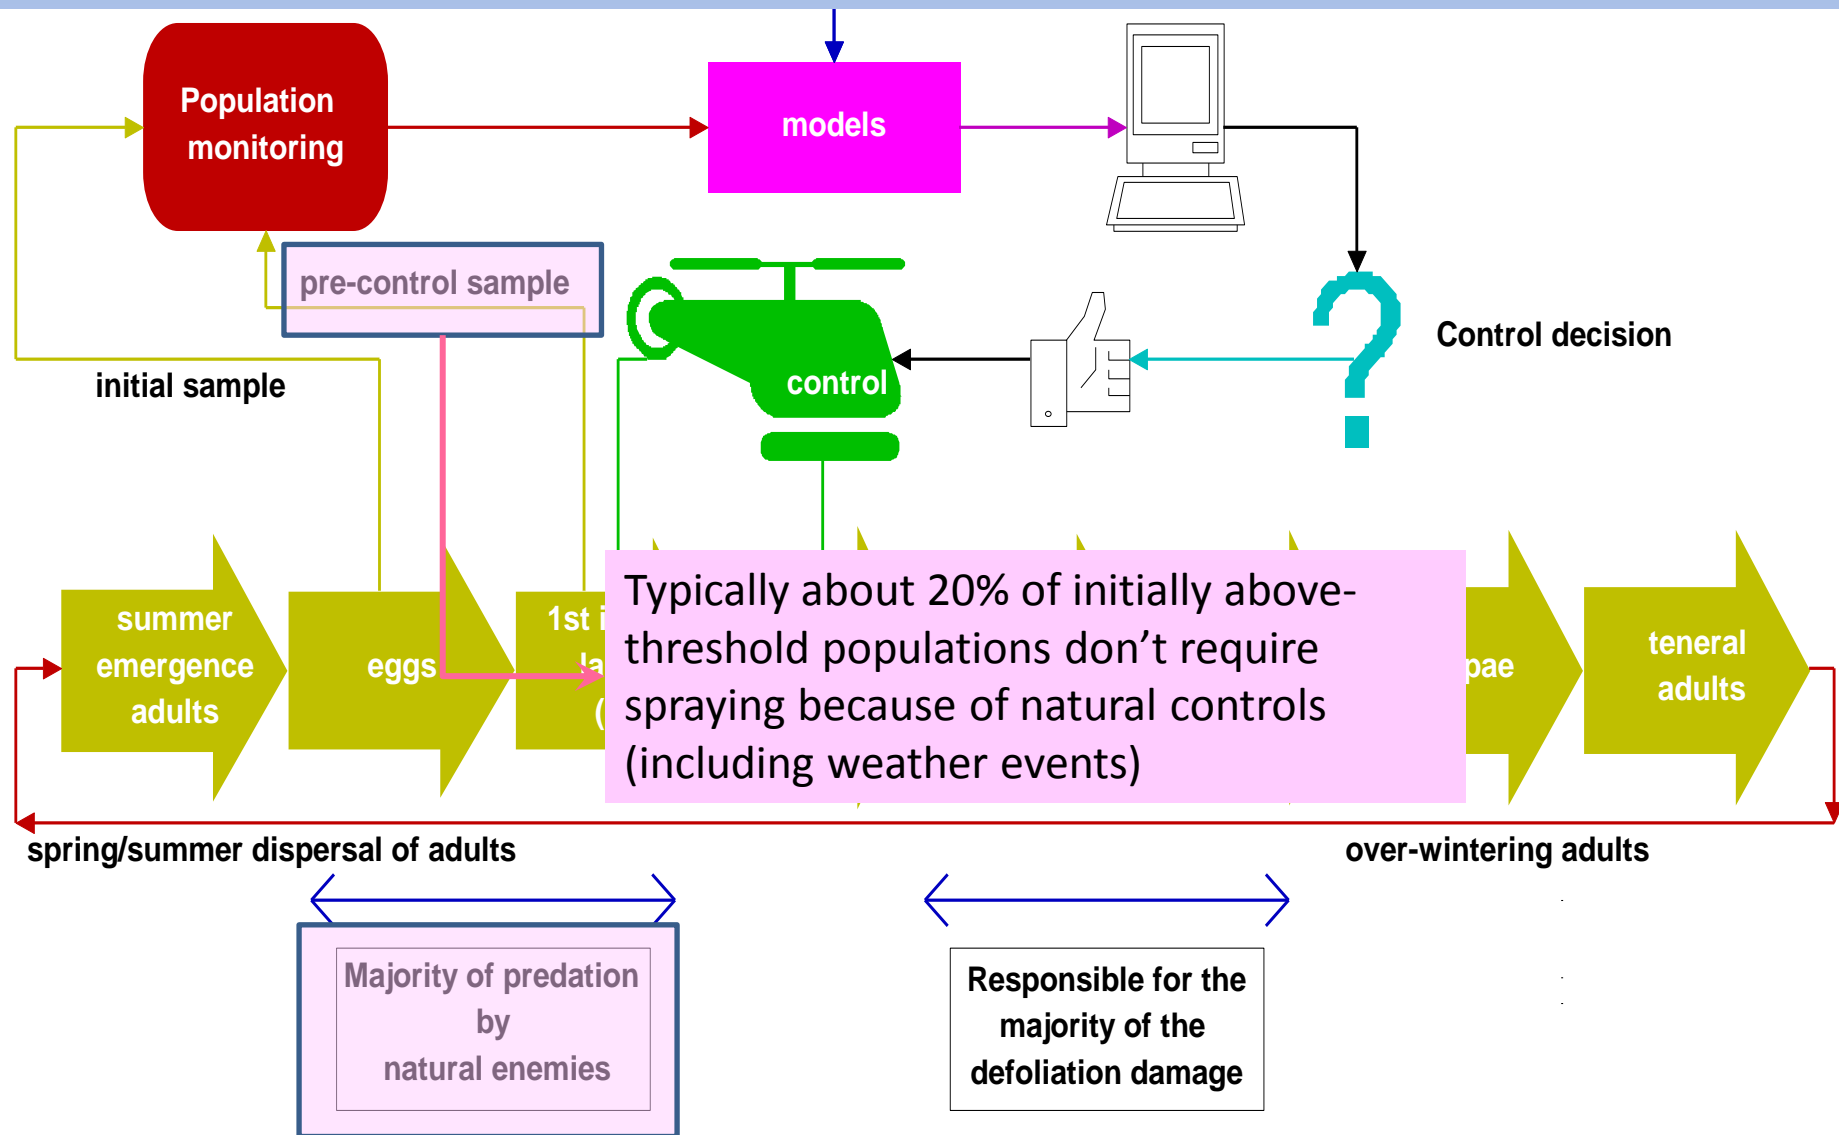 Population
monitoring
models
pre-control sample
Control decision
initial sample
control
summer
emergence
adults
eggs
1st i
la
(
Typically about 20% of initially above-
threshold populations don't require
spraying because of natural controls
(including weather events)
pae
teneral
adults
spring/summer dispersal of adults
over-wintering adults
Majority of predation
by
natural enemies
Responsible for the
majority of the
defoliation damage